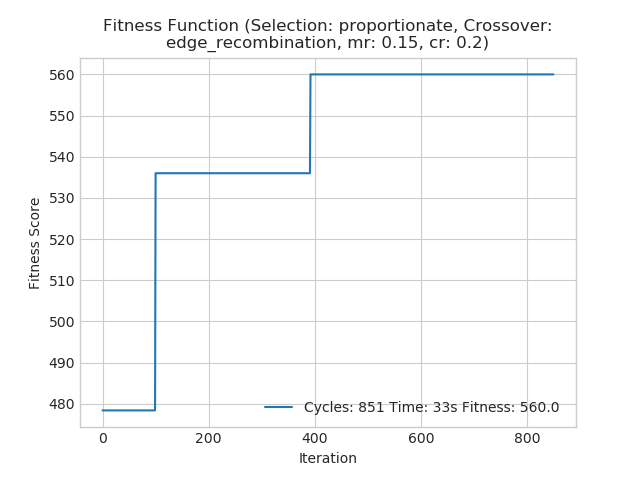 Fitness Function (Selection: proportionate, Crossover:
edge_recombination, mr: 0.15, cr: 0.2)
560
550
540
530
520
510
500
490
480
Fitness Score
Cycles: 851 Time: 33s Fitness: 560.0
0 200 400 600 800
Iteration